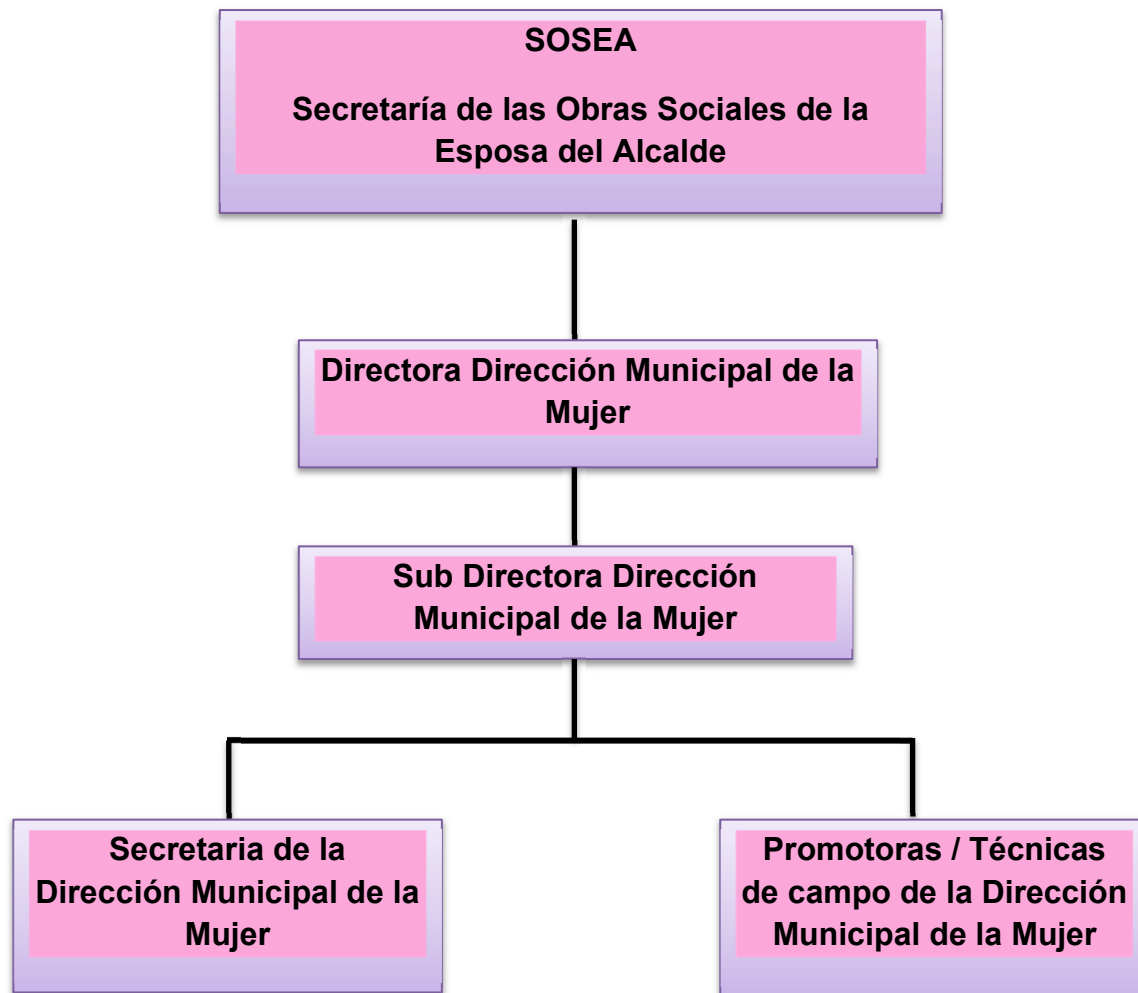 SOSEA
Secretaría de las Obras Sociales de la
Esposa del Alcalde
Directora Dirección Municipal de la
Mujer
Sub Directora Dirección
Municipal de la Mujer
Secretaria de la
Dirección Municipal de la
Mujer
Promotoras / Técnicas
de campo de la Dirección
Municipal de la Mujer